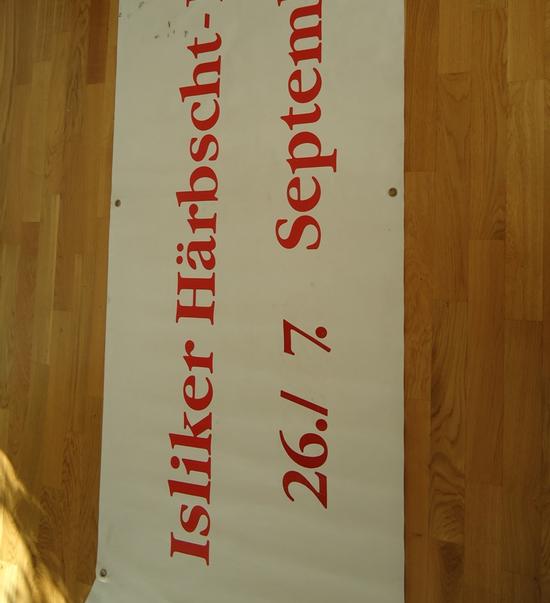 Isliker Härbscht-
26./ 7. Septem